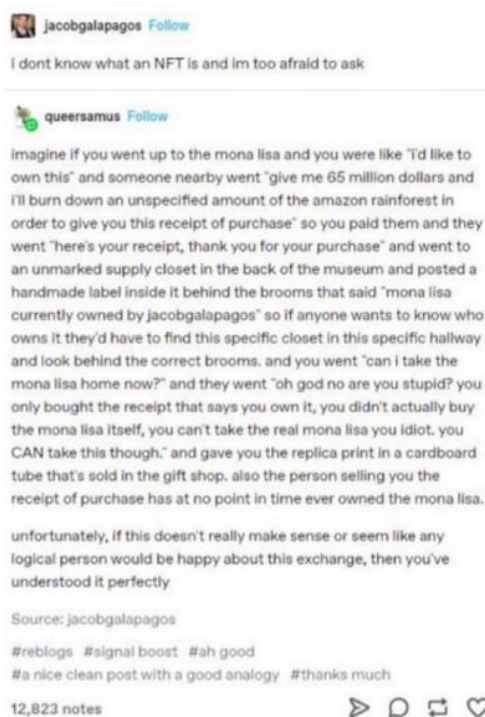 jacobgalapagos Follow
i dont know what an NFT is and im too afraid to ask
queersamus Follow
imagine if you went up to the mona lisa and you were like "i'd like to
own this" and someone nearby went "give me 65 million dollars and
i'll burn down an unspecified amount of the amazon rainforest in
order to give you this receipt of purchase" so you paid them and they
went "here's your receipt, thank you for your purchase" and went to
an unmarked supply closet in the back of the museum and posted a
handmade label inside it behind the brooms that said "mona lisa
currently owned by jacobgalapagos" so if anyone wants to know who
owns it they'd have to find this specific closet in this specific hallway
and look behind the correct brooms. and you went "can i take the
mona lisa home now?" and they went "oh god no are you stupid? you
only bought the receipt that says you own it, you didn't actually buy
the mona lisa itself, you can't take the real mona lisa you idiot. you
CAN take this though." and gave you the replica print in a cardboard
tube that's sold in the gift shop. also the person selling you the
receipt of purchase has at no point in time ever owned the mona lisa.
unfortunately, if this doesn't really make sense or seem like any
logical person would be happy about this exchange, then you've
understood it perfectly
Source: jacobgalapagos
#reblogs #signal boost #ah good
#a nice clean post with a good analogy #thanks much
12,823 notes